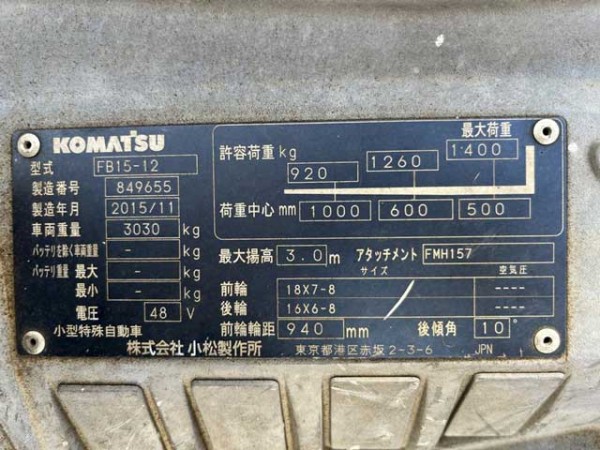 KOMATSU
型式 FB15-12
製造番号 849655
製造年月 2015/11
車両重量 3030 kg
バッテリを除く車両重量 - kg
バッテリ重量 最大 - kg
最小 - kg
電圧 48 V
小型特殊自動車
最大荷重
許容荷重 kg 920 1260 1400
荷重中心 mm 1000 600 500
最大揚高 3.0 m アタッチメント FMH157
サイズ 空気圧
前輪 18X7-8 ----
後輪 16X6-8 ----
前輪輪距 940 mm 後傾角 10°
株式会社 小松製作所 東京都港区赤坂2-3-6 JPN